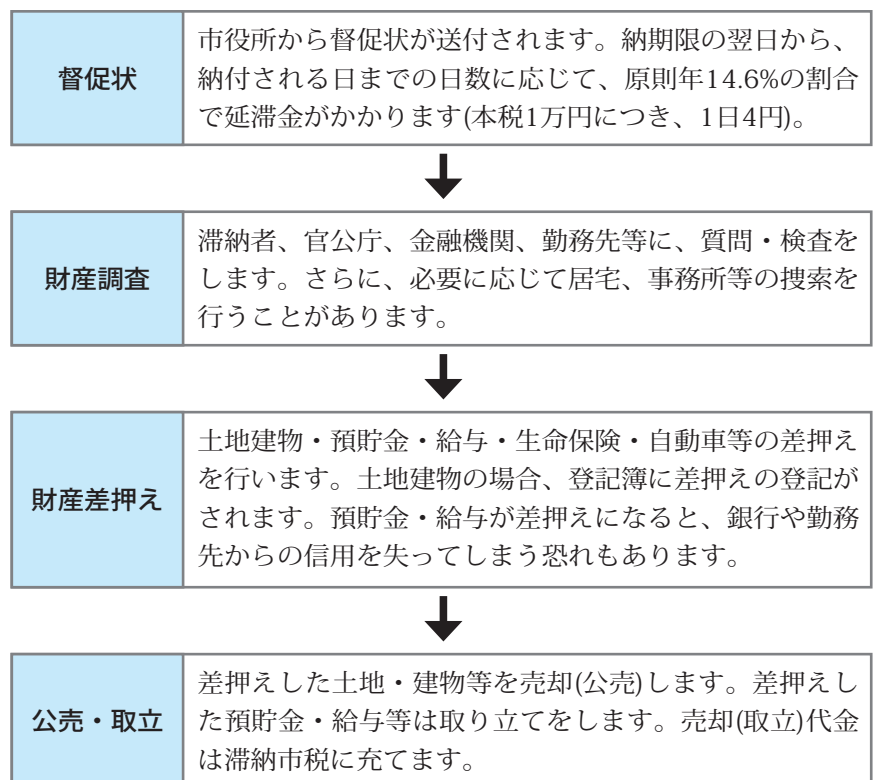 督促状
市役所から督促状が送付されます。納期限の翌日から、
納付される日までの日数に応じて、原則年14.6%の割合
で延滞金がかかります(本税1万円につき、1日4円)。
財産調査
滞納者、官公庁、金融機関、勤務先等に、質問・検査を
します。さらに、必要に応じて居宅、事務所等の捜索を
行うことがあります。
財産差押え
土地建物・預貯金・給与・生命保険・自動車等の差押え
を行います。土地建物の場合、登記簿に差押えの登記が
されます。預貯金・給与が差押えになると、銀行や勤務
先からの信用を失ってしまう恐れもあります。
公売・取立
差押えした土地・建物等を売却(公売)します。差押えし
た預貯金・給与等は取り立てをします。売却(取立)代金
は滞納市税に充てます。